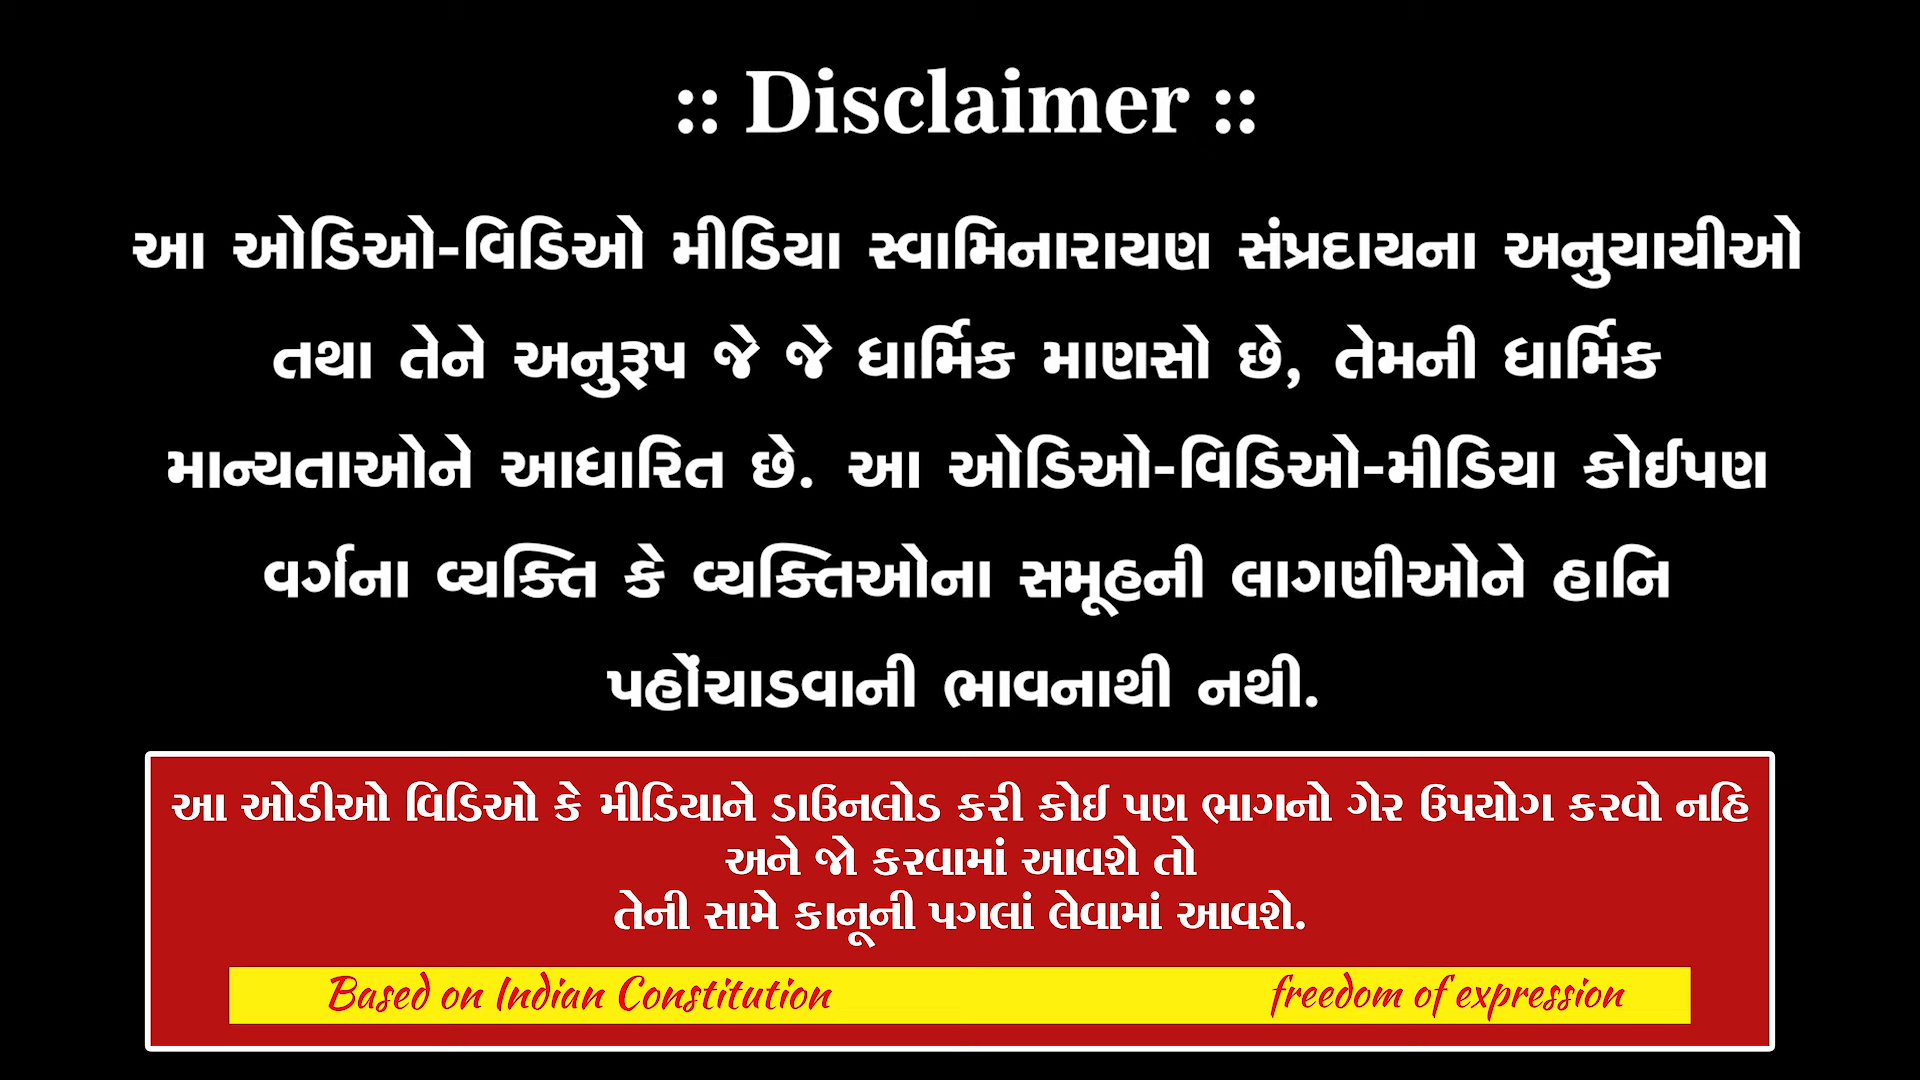 :: Disclaimer ::
આ ઓડિઓ-વિડિઓ મીડિયા સ્વામિનારાયણ સંપ્રદાયના અનુયાયીઓ
તથા તેને અનુરૂપ જે જે ધાર્મિક માણસો છે, તેમની ધાર્મિક
માન્યતાઓને આધારિત છે. આ ઓડિઓ-વિડિઓ-મીડિયા કોઈપણ
વર્ગના વ્યક્તિ કે વ્યક્તિઓના સમૂહની લાગણીઓને હાનિ
પહોંચાડવાની ભાવનાથી નથી.
આ ઓડીઓ વિડિઓ કે મીડિયાને ડાઉનલોડ કરી કોઈ પણ ભાગનો ગેર ઉપયોગ કરવો નહિ
અને જો કરવામાં આવશે તો
તેની સામે કાનૂની પગલાં લેવામાં આવશે.
Based on Indian Constitution freedom of expression